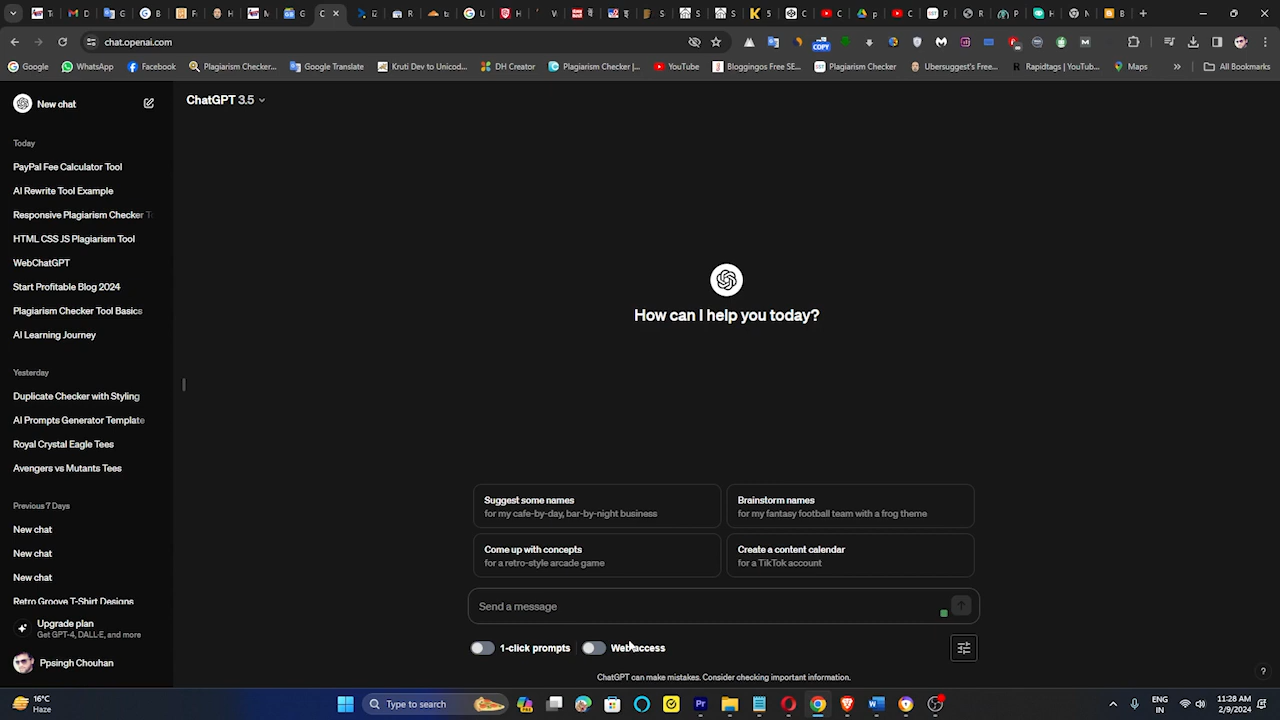 chat.openai.com
Google WhatsApp Facebook Plagiarism Checker... Google Translate Kruti Dev to Unicod... DH Creator Plagiarism Checker |... YouTube Bloggingos Free SE... Plagiarism Checker Ubersuggest's Free... Rapidtags | YouTub... Maps » All Bookmarks
New chat
ChatGPT 3.5
Today
PayPal Fee Calculator Tool
AI Rewrite Tool Example
Responsive Plagiarism Checker To
HTML CSS JS Plagiarism Tool
WebChatGPT
Start Profitable Blog 2024
Plagiarism Checker Tool Basics
AI Learning Journey
Yesterday
Duplicate Checker with Styling
AI Prompts Generator Template
Royal Crystal Eagle Tees
Avengers vs Mutants Tees
Previous 7 Days
New chat
New chat
New chat
Retro Groove T-Shirt Designs
Upgrade plan
Get GPT-4, DALL·E, and more
Ppsingh Chouhan
How can I help you today?
Suggest some names
for my cafe-by-day, bar-by-night business
Brainstorm names
for my fantasy football team with a frog theme
Come up with concepts
for a retro-style arcade game
Create a content calendar
for a TikTok account
Send a message
1-click prompts Web access
ChatGPT can make mistakes. Consider checking important information.
?
16°C
Haze
Type to search
ENG
IN
11:28 AM
2/9/2024